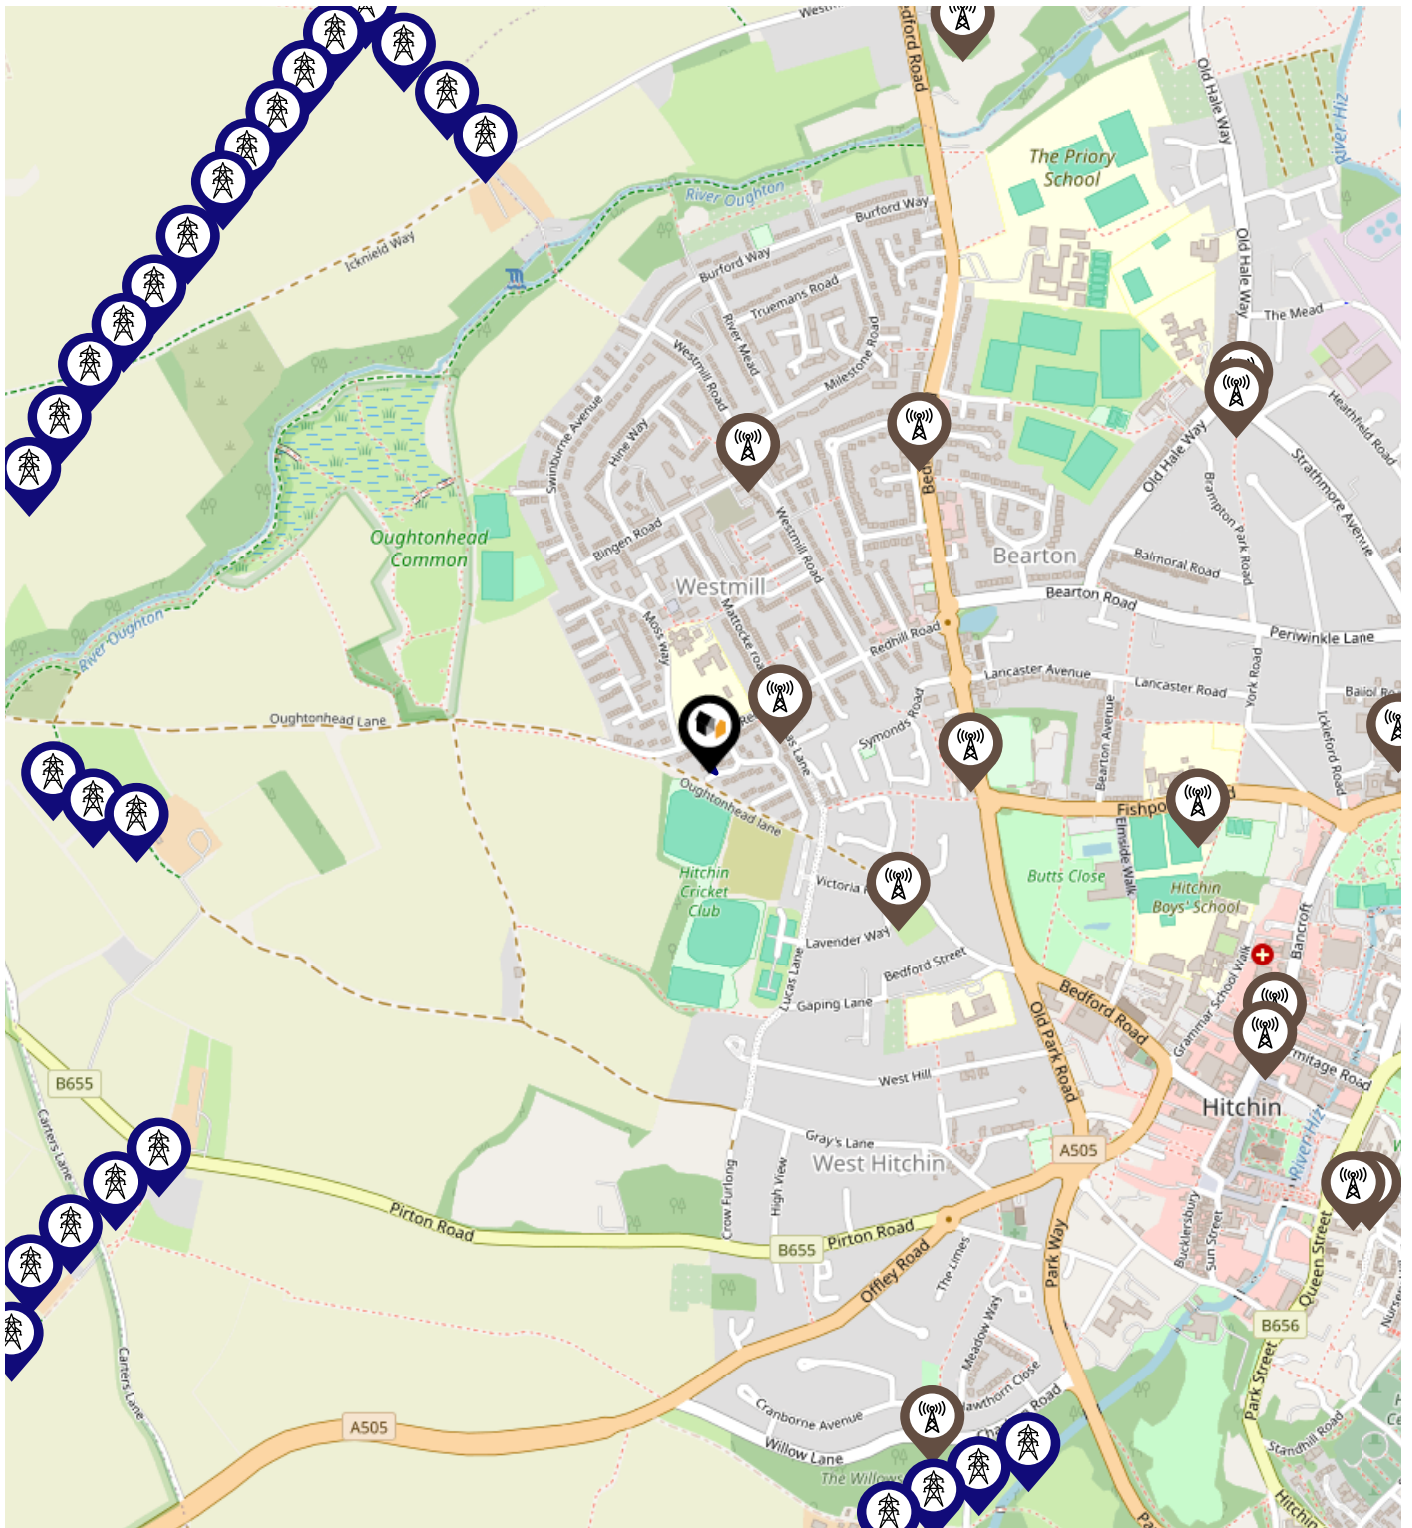 Bedford Road
Old Hale Way
River Hiz
The Priory
School
River Oughton
Burford Way
Icknield Way
Burford Way
Old Hale Way
Truemans Road
The Mead
River Mead
Westmill Road
Milestone Road
Swinburne Avenue
Hine Way
Heathfield Road
Old Hale Way
Strathmore Avenue
Brampton Park Road
Oughtonhead
Common
Bingen Road
Westmill Road
Bearton
Balmoral Road
Westmill
Bearton Road
River Oughton
Moss Way
Redhill Road
Periwinkle Lane
Lancaster Avenue
Lancaster Road
York Road
Oughtonhead Lane
Symonds Road
Bearton Avenue
Ickleford Road
Oughtonhead lane
Elmside Walk
Hitchin
Cricket
Club
Butts Close
Hitchin
Boys' School
Victoria
Lavender Way
Bedford Street
Bancroft
Lucas Lane
Gaping Lane
Grammar School Walk
Bedford Road
Old Park Road
B655
West Hill
Hitchin
Carters Lane
Gray's Lane
A505
West Hitchin
River Hiz
Crow Furlong
High View
Pirton Road
B655
Pirton Road
Bucklersbury
Sun Street
Park Way
Queen Street
Offley Road
The Limes
B656
Meadow Way
Carters Lane
Park Street
Hawthorn Close
A505
Cranborne Avenue
Willow Lane
Standhill Road
The Willows
Hitchin